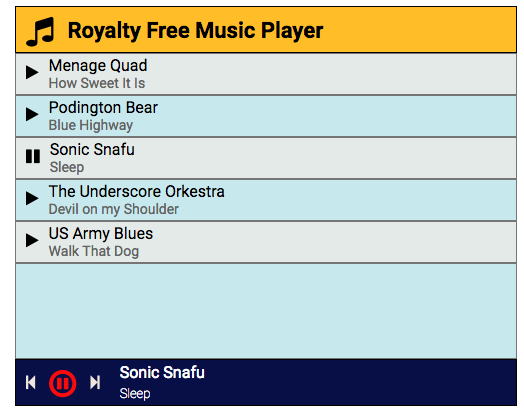 Royalty Free Music Player
Menage Quad
How Sweet It Is
Podington Bear
Blue Highway
Sonic Snafu
Sleep
The Underscore Orkestra
Devil on my Shoulder
US Army Blues
Walk That Dog
Sonic Snafu
Sleep